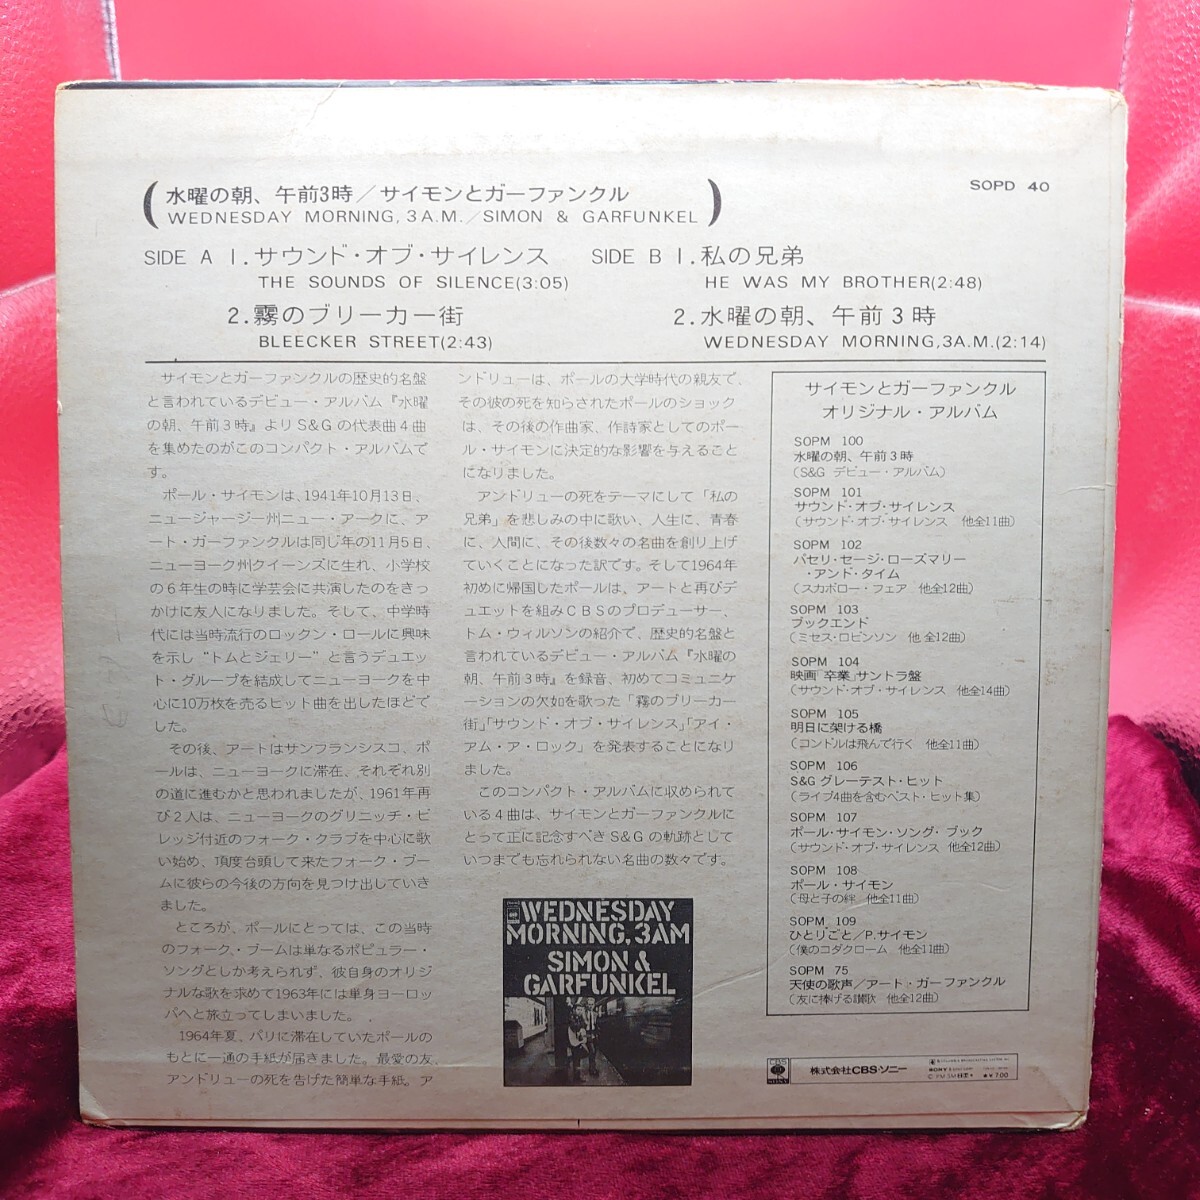 SOPD 40
水曜の朝、午前3時／サイモンとガーファンクル
WEDNESDAY MORNING, 3 A.M.／SIMON & GARFUNKEL
SIDE A 1.サウンド・オブ・サイレンス
THE SOUNDS OF SILENCE(3:05)
2.霧のブリーカー街
BLEECKER STREET(2:43)
SIDE B 1.私の兄弟
HE WAS MY BROTHER(2:48)
2.水曜の朝、午前3時
WEDNESDAY MORNING,3A.M.(2:14)
サイモンとガーファンクルの歴史的名盤
と言われているデビュー・アルバム『水曜
の朝、午前3時』よりS&Gの代表曲4曲
を集めたのがこのコンパクト・アルバムで
す。
ポール・サイモンは、1941年10月13日、
ニュージャージー州ニュー・アークに、ア
ート・ガーファンクルは同じ年の11月5日、
ニューヨーク州クイーンズに生れ、小学校
の6年生の時に学芸会に共演したのをきっ
かけに友人になりました。そして、中学時
代には当時流行のロックン・ロールに興味
を示し“トムとジェリー”と言うデュエッ
ト・グループを結成してニューヨークを中
心に10万枚を売るヒット曲を出したほどで
した。
その後、アートはサンフランシスコ、ポ
ールは、ニューヨークに滞在、それぞれ別
の道に進むかと思われましたが、1961年再
び2人は、ニューヨークのグリニッチ・ビ
レッジ付近のフォーク・クラブを中心に歌
い始め、頂度台頭して来たフォーク・ブー
ムに彼らの今後の方向を見つけ出していき
ました。
ところが、ポールにとっては、この当時
のフォーク・ブームは単なるポピュラー・
ソングとしか考えられず、彼自身のオリジ
ナルな歌を求めて1963年には単身ヨーロッ
パへと旅立ってしまいました。
1964年夏、パリに滞在していたポールの
もとに一通の手紙が届きました。最愛の友、
アンドリューの死を告げた簡単な手紙。ア
ンドリューは、ポールの大学時代の親友で、
その彼の死を知らされたポールのショック
は、その後の作曲家、作詩家としてのポー
ル・サイモンに決定的な影響を与えること
になりました。
アンドリューの死をテーマにして「私の
兄弟」を悲しみの中に歌い、人生に、青春
に、人間に、その後数々の名曲を創り上げ
ていくことになった訳です。そして1964年
初めに帰国したポールは、アートと再びデ
ュエットを組みCBSのプロデューサー、
トム・ウィルソンの紹介で、歴史的名盤と
言われているデビュー・アルバム『水曜の
朝、午前3時』を録音、初めてコミュニケ
ーションの欠如を歌った「霧のブリーカー
街」「サウンド・オブ・サイレンス」「アイ・
アム・ア・ロック」を発表することになり
ました。
このコンパクト・アルバムに収められて
いる4曲は、サイモンとガーファンクルに
とって正に記念すべきS&Gの軌跡として
いつまでも忘れられない名曲の数々です。
WEDNESDAY
MORNING, 3AM
SIMON &
GARFUNKEL
サイモンとガーファンクル
オリジナル・アルバム
SOPM 100
水曜の朝、午前3時
(S&G デビュー・アルバム)
SOPM 101
サウンド・オブ・サイレンス
(サウンド・オブ・サイレンス 他全11曲)
SOPM 102
パセリ・セージ・ローズマリー
・アンド・タイム
(スカボロー・フェア 他全12曲)
SOPM 103
ブックエンド
(ミセス・ロビンソン 他全12曲)
SOPM 104
映画「卒業」サントラ盤
(サウンド・オブ・サイレンス 他全14曲)
SOPM 105
明日に架ける橋
(コンドルは飛んで行く 他全11曲)
SOPM 106
S&G グレーテスト・ヒット
(ライブ4曲を含むベスト・ヒット集)
SOPM 107
ポール・サイモン・ソング・ブック
(サウンド・オブ・サイレンス 他全12曲)
SOPM 108
ポール・サイモン
(母と子の絆 他全11曲)
SOPM 109
ひとりごと／P.サイモン
(僕のコダクローム 他全11曲)
SOPM 75
天使の歌声／アート・ガーファンクル
(友に捧げる讃歌 他全12曲)
CBS
SONY
株式会社CBS・ソニー
★¥700